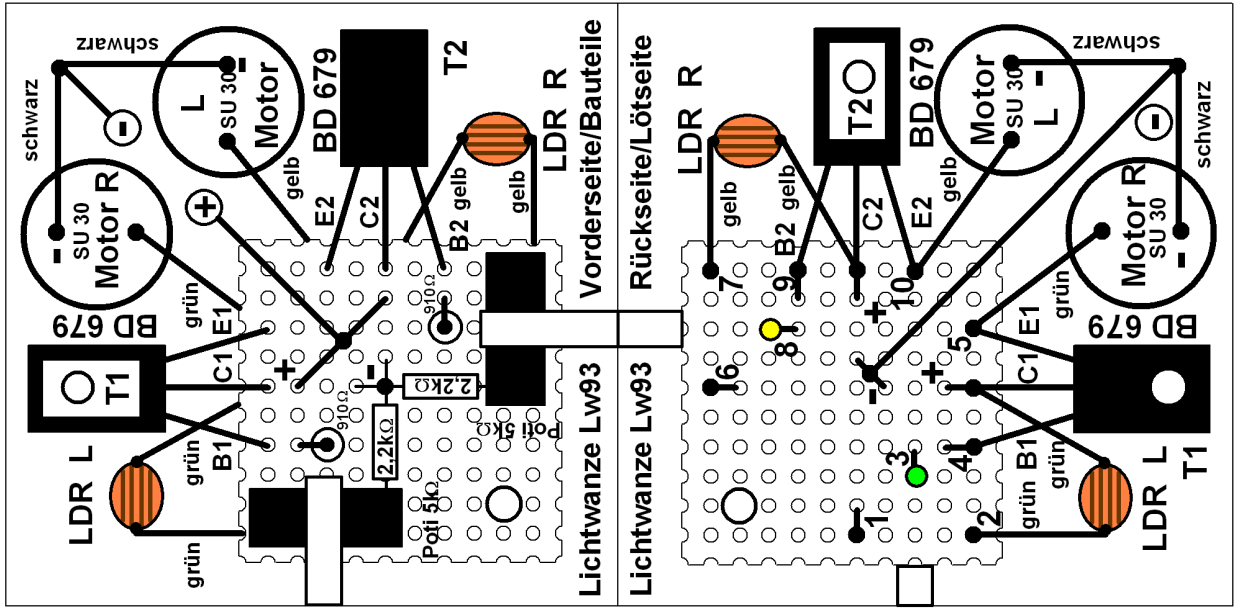 schwarz
schwarz
-
-
L
SU 30
Motor
-
SU 30
Motor R
+
gelb
grün
BD 679
T2
LDR R
gelb
gelb
E2
C2
B2
BD 679
T1
E1
C1
B1
+
-
910Ω
910Ω
2,2kΩ
2,2kΩ
Poti 5kΩ
Poti 5kΩ
LDR L
grün
grün
Vorderseite/Bauteile
Lichtwanze Lw93
Rückseite/Lötseite
Lichtwanze Lw93
LDR R
gelb
gelb
T2
BD 679
B2
C2
E2
gelb
Motor
SU 30
L
-
schwarz
schwarz
-
Motor R
SU 30
-
grün
BD 679
T1
E1
C1
B1
grün
grün
LDR L
7
9
10
8
6
5
+
+
-
3
4
1
2